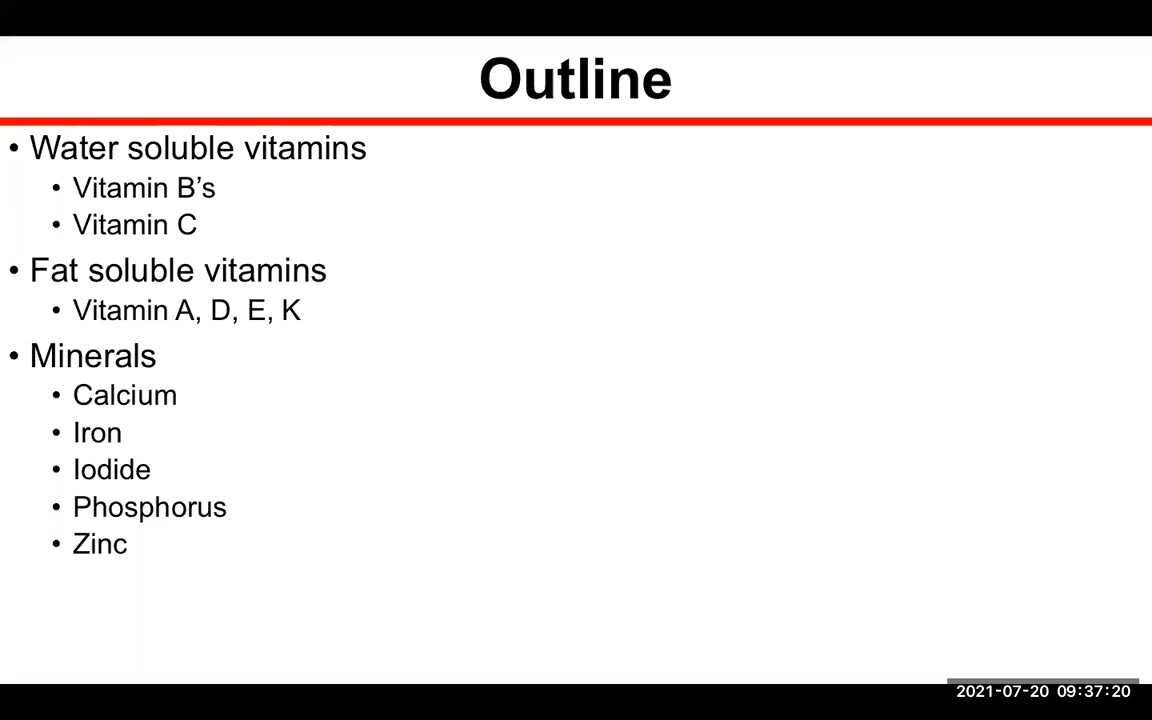 Outline
• Water soluble vitamins
• Vitamin B’s
• Vitamin C
• Fat soluble vitamins
• Vitamin A, D, E, K
• Minerals
• Calcium
• Iron
• Iodide
• Phosphorus
• Zinc
2021-07-20 09:37:20